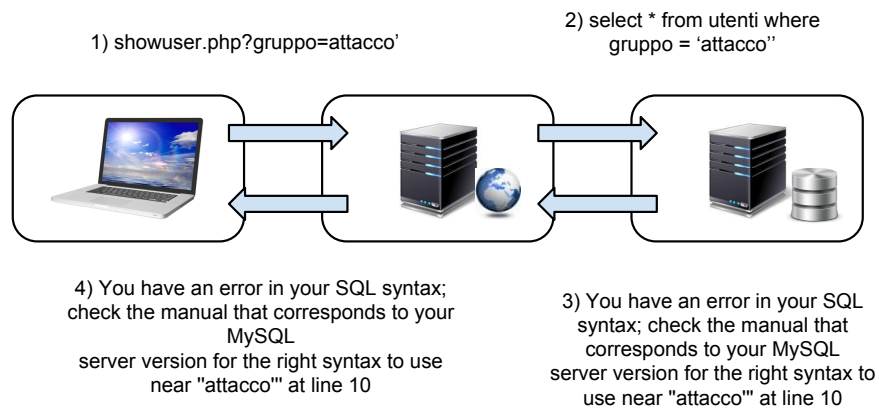 1) showuser.php?gruppo=attacco’
2) select * from utenti where
gruppo = ‘attacco’’
4) You have an error in your SQL syntax;
check the manual that corresponds to your
MySQL
server version for the right syntax to use
near "attacco'" at line 10
3) You have an error in your SQL
syntax; check the manual that
corresponds to your MySQL
server version for the right syntax to
use near "attacco'" at line 10